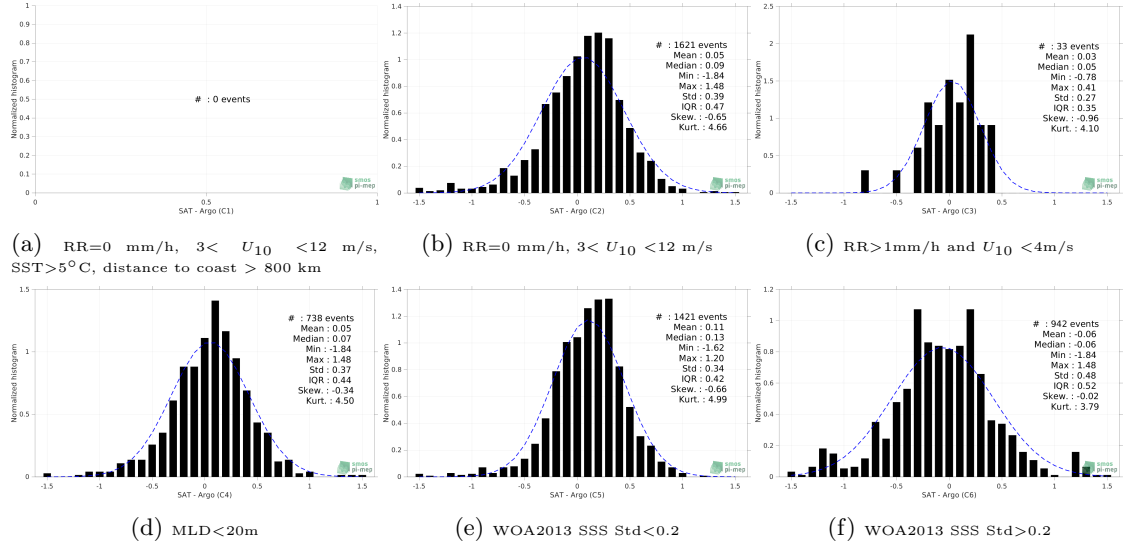 1
0.9
0.8
0.7
0.6
0.5
0.4
0.3
0.2
0.1
0
Normalized histogram
# : 0 events
smos
pi-mep
0 0.5 1
SAT - Argo (C1)
(a) RR=0 mm/h, 3< U10 <12 m/s,
SST>5°C, distance to coast > 800 km
1.4
1.2
1
0.8
0.6
0.4
0.2
0
Normalized histogram
# : 1621 events
Mean : 0.05
Median : 0.09
Min : -1.84
Max : 1.48
Std : 0.39
IQR : 0.47
Skew. : -0.65
Kurt. : 4.66
smos
pi-mep
-1.5 -1 -0.5 0 0.5 1 1.5
SAT - Argo (C2)
(b) RR=0 mm/h, 3< U10 <12 m/s
2.5
2
1.5
1
0.5
0
Normalized histogram
# : 33 events
Mean : 0.03
Median : 0.05
Min : -0.78
Max : 0.41
Std : 0.27
IQR : 0.35
Skew. : -0.96
Kurt. : 4.10
smos
pi-mep
-1.5 -1 -0.5 0 0.5 1 1.5
SAT - Argo (C3)
(c) RR>1mm/h and U10 <4m/s
1.5
1
0.5
0
Normalized histogram
# : 738 events
Mean : 0.05
Median : 0.07
Min : -1.84
Max : 1.48
Std : 0.37
IQR : 0.44
Skew. : -0.34
Kurt. : 4.50
smos
pi-mep
-1.5 -1 -0.5 0 0.5 1 1.5
SAT - Argo (C4)
(d) MLD<20m
1.4
1.2
1
0.8
0.6
0.4
0.2
0
Normalized histogram
# : 1421 events
Mean : 0.11
Median : 0.13
Min : -1.62
Max : 1.20
Std : 0.34
IQR : 0.42
Skew. : -0.66
Kurt. : 4.99
smos
pi-mep
-1.5 -1 -0.5 0 0.5 1 1.5
SAT - Argo (C5)
(e) WOA2013 SSS Std<0.2
1.2
1
0.8
0.6
0.4
0.2
0
Normalized histogram
# : 942 events
Mean : -0.06
Median : -0.06
Min : -1.84
Max : 1.48
Std : 0.48
IQR : 0.52
Skew. : -0.02
Kurt. : 3.79
smos
pi-mep
-1.5 -1 -0.5 0 0.5 1 1.5
SAT - Argo (C6)
(f) WOA2013 SSS Std>0.2